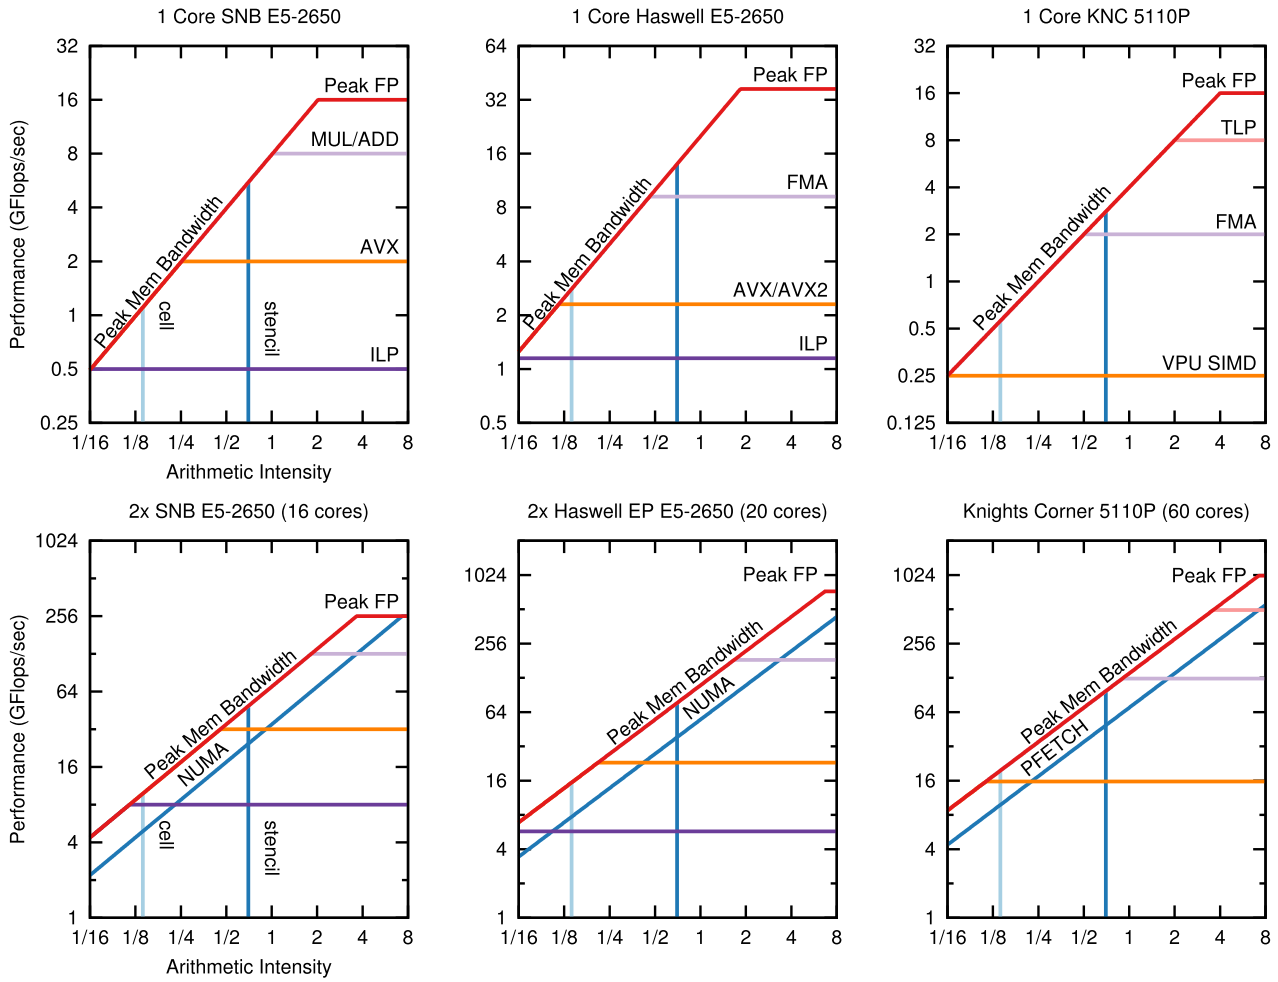 1 Core SNB E5-2650
Performance (GFlops/sec)
32
16
8
4
2
1
0.5
0.25
Peak FP
MUL/ADD
AVX
ILP
Peak Mem Bandwidth
cell
stencil
1/16 1/8 1/4 1/2 1 2 4 8
Arithmetic Intensity
1 Core Haswell E5-2650
64
32
16
8
4
2
1
0.5
Peak FP
FMA
AVX/AVX2
ILP
Peak Mem Bandwidth
1/16 1/8 1/4 1/2 1 2 4 8
1 Core KNC 5110P
32
16
8
4
2
1
0.5
0.25
0.125
Peak FP
TLP
FMA
VPU SIMD
Peak Mem Bandwidth
1/16 1/8 1/4 1/2 1 2 4 8
2x SNB E5-2650 (16 cores)
Performance (GFlops/sec)
1024
256
64
16
4
1
Peak FP
Peak Mem Bandwidth
NUMA
cell
stencil
1/16 1/8 1/4 1/2 1 2 4 8
Arithmetic Intensity
2x Haswell EP E5-2650 (20 cores)
1024
256
64
16
4
1
Peak FP
Peak Mem Bandwidth
NUMA
1/16 1/8 1/4 1/2 1 2 4 8
Knights Corner 5110P (60 cores)
1024
256
64
16
4
1
Peak FP
Peak Mem Bandwidth
PFETCH
1/16 1/8 1/4 1/2 1 2 4 8